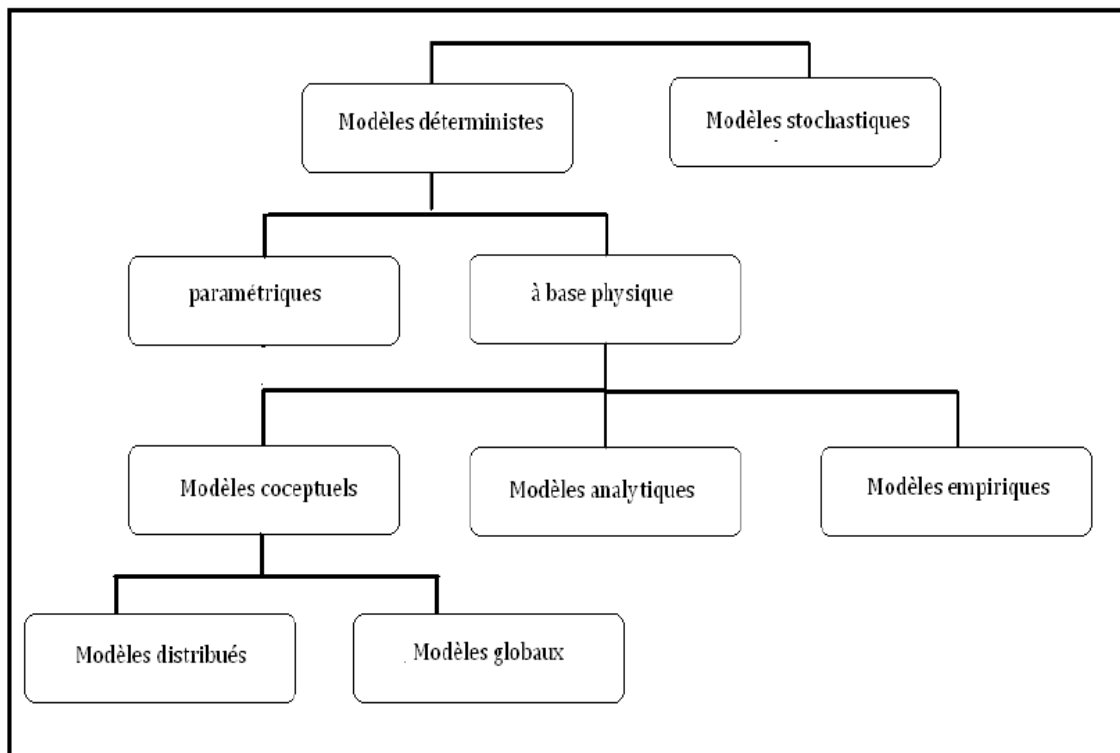 Modèles déterministes
Modèles stochastiques
paramétriques
à base physique
Modèles coceptuels
Modèles analytiques
Modèles empiriques
Modèles distribués
Modèles globaux